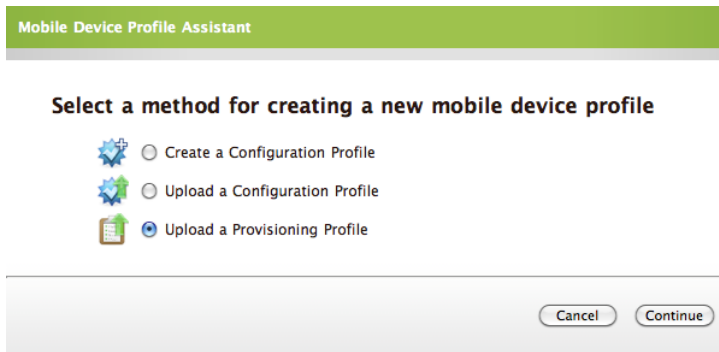 Mobile Device Profile Assistant
Select a method for creating a new mobile device profile
Create a Configuration Profile
Upload a Configuration Profile
Upload a Provisioning Profile
Cancel Continue